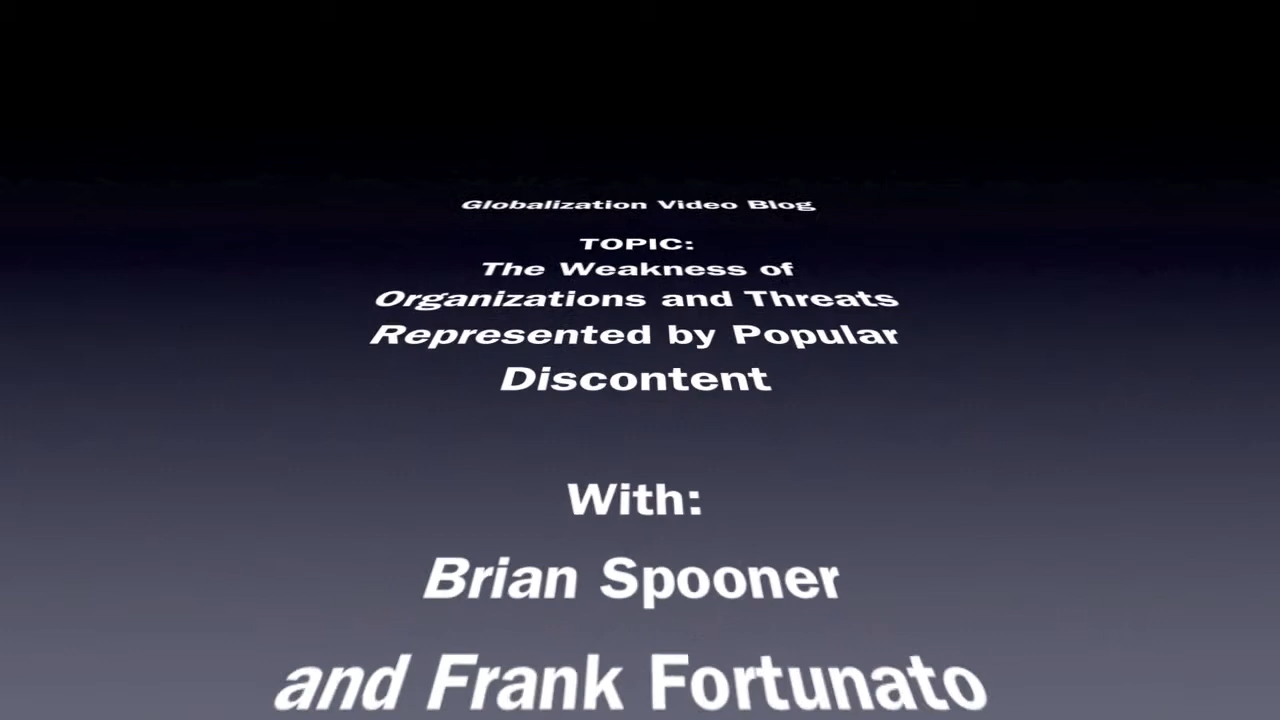 Globalization Video Blog
TOPIC:
The Weakness of
Organizations and Threats
Represented by Popular
Discontent
With:
Brian Spooner
and Frank Fortunato